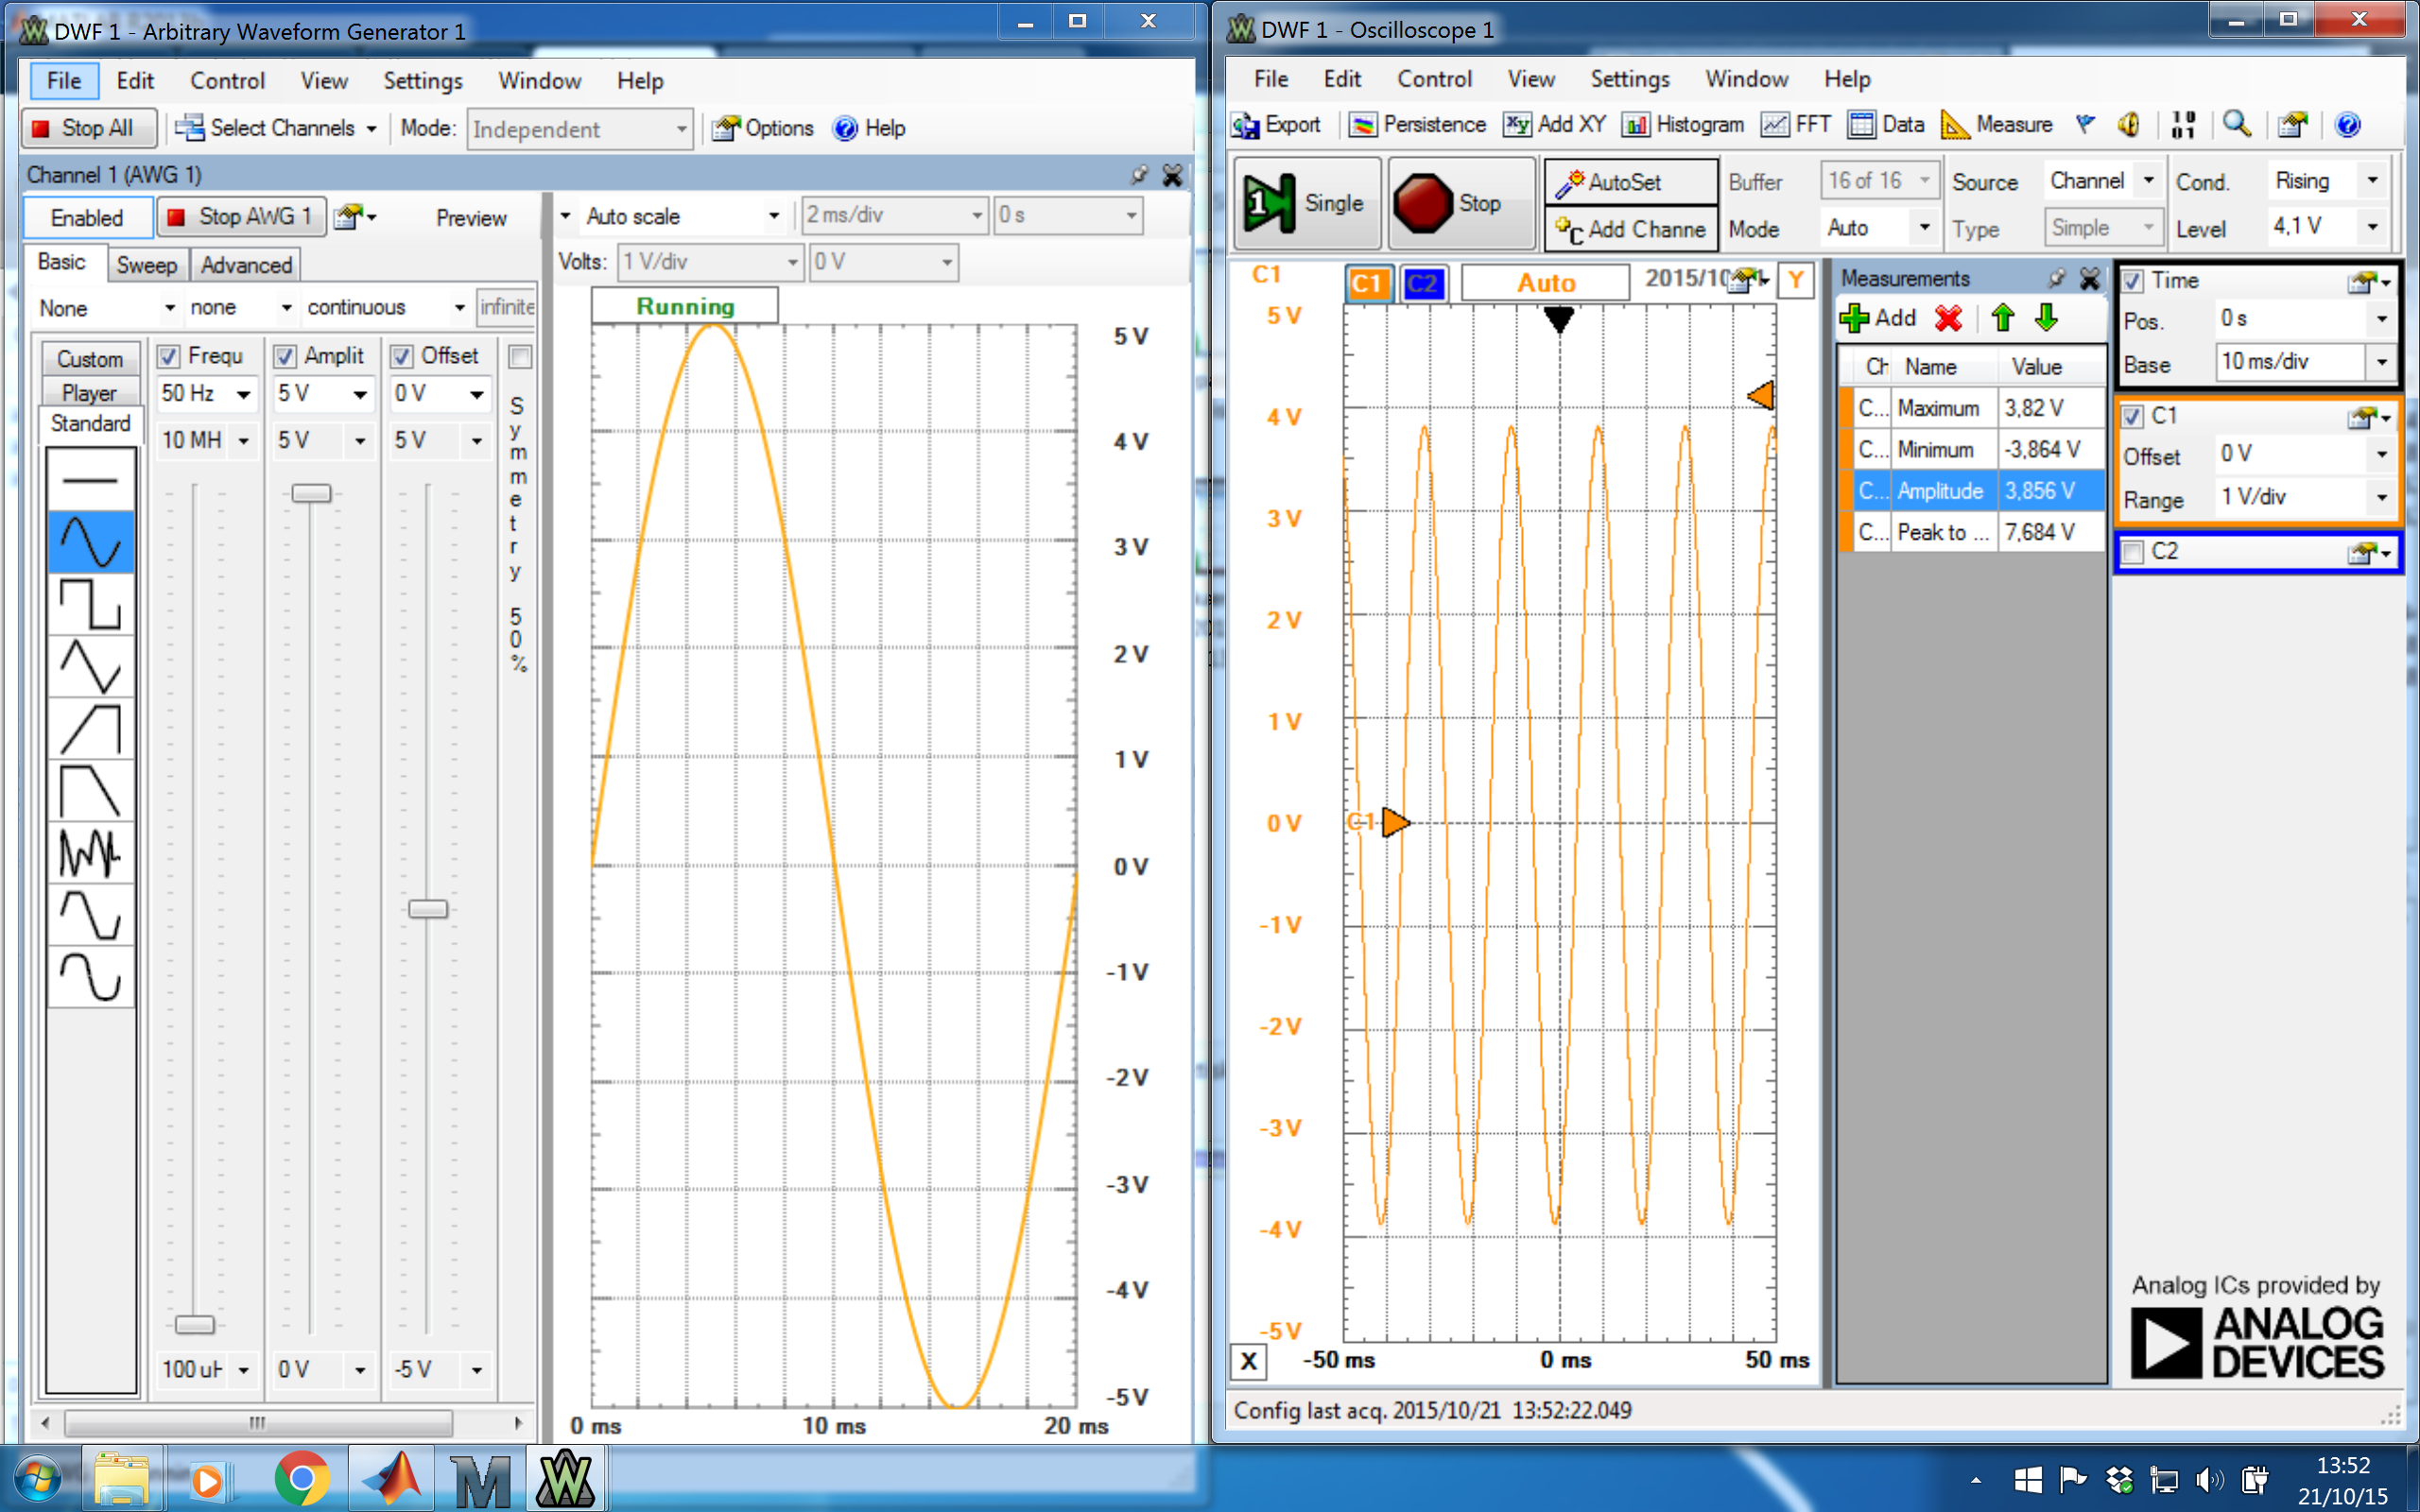 DWF 1 - Arbitrary Waveform Generator 1
File Edit Control View Settings Window Help
Stop All Select Channels Mode: Independent Options Help
Channel 1 (AWG 1)
Enabled Stop AWG 1 Preview
Auto scale 2 ms/div 0 s
Basic Sweep Advanced
Volts: 1 V/div 0 V
None none continuous infinite
Running
Custom
Player
Standard
Frequ Amplit Offset
50 Hz 5 V 0 V
10 MH 5 V 5 V
Symmetry 50%
100 uH 0 V -5 V
5 V
4 V
3 V
2 V
1 V
0 V
-1 V
-2 V
-3 V
-4 V
-5 V
0 ms 10 ms 20 ms
DWF 1 - Oscilloscope 1
File Edit Control View Settings Window Help
Export Persistence Add XY Histogram FFT Data Measure
Single Stop AutoSet Buffer 16 of 16 Source Channel Cond. Rising
Add Channe Mode Auto Type Simple Level 4,1 V
C1 C1 C2 Auto 2015/10 Y
5 V
4 V
3 V
2 V
1 V
0 V C1
-1 V
-2 V
-3 V
-4 V
-5 V
X -50 ms 0 ms 50 ms
Measurements
Add
Ch Name Value
C... Maximum 3,82 V
C... Minimum -3,864 V
C... Amplitude 3,856 V
C... Peak to ... 7,684 V
Time
Pos. 0 s
Base 10 ms/div
C1
Offset 0 V
Range 1 V/div
C2
Analog ICs provided by
ANALOG
DEVICES
Config last acq. 2015/10/21 13:52:22.049
13:52
21/10/15